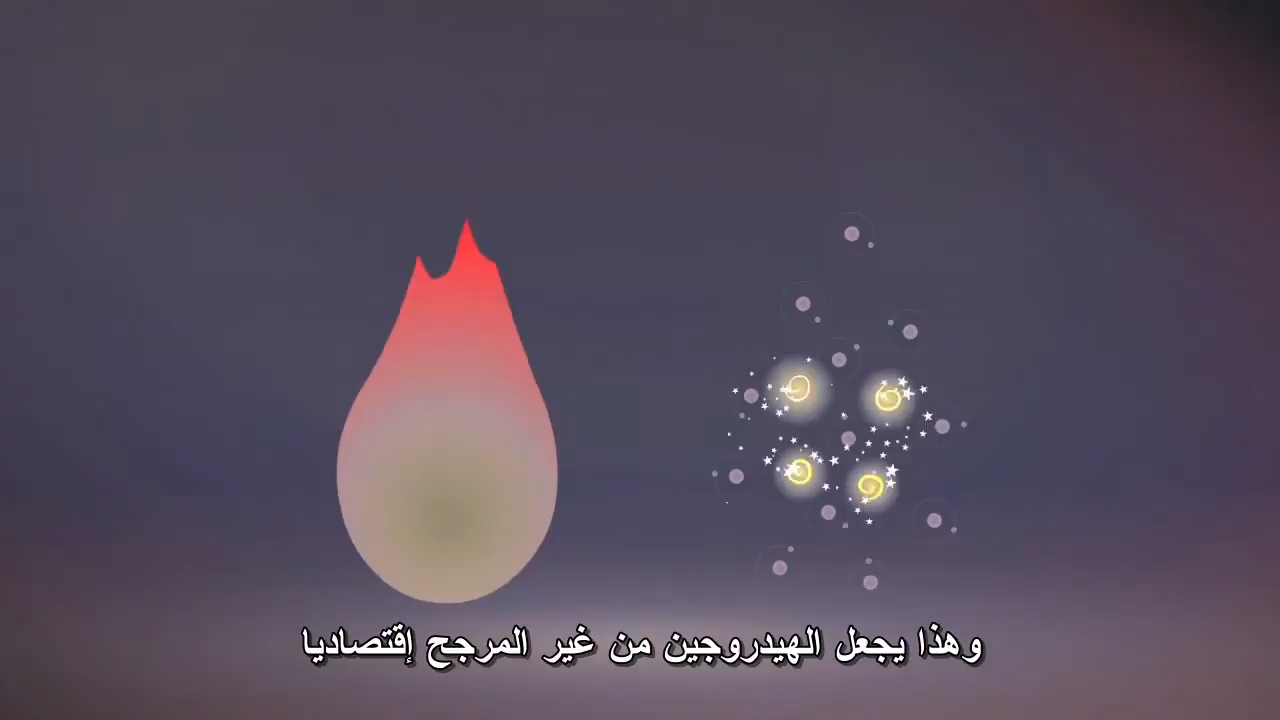 وهذا يجعل الهيدروجين من غير المرجح إقتصاديا